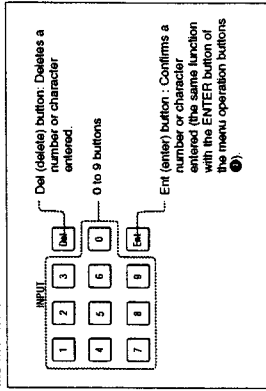 INPUT
1 2 3 Del
4 5 6 0
7 8 9 Ent
Del (delete) button: Deletes a
number or character
entered.
0 to 9 buttons
Ent (enter) button : Confirms a
number or character
entered (the same function
with the ENTER button of
the menu operation buttons